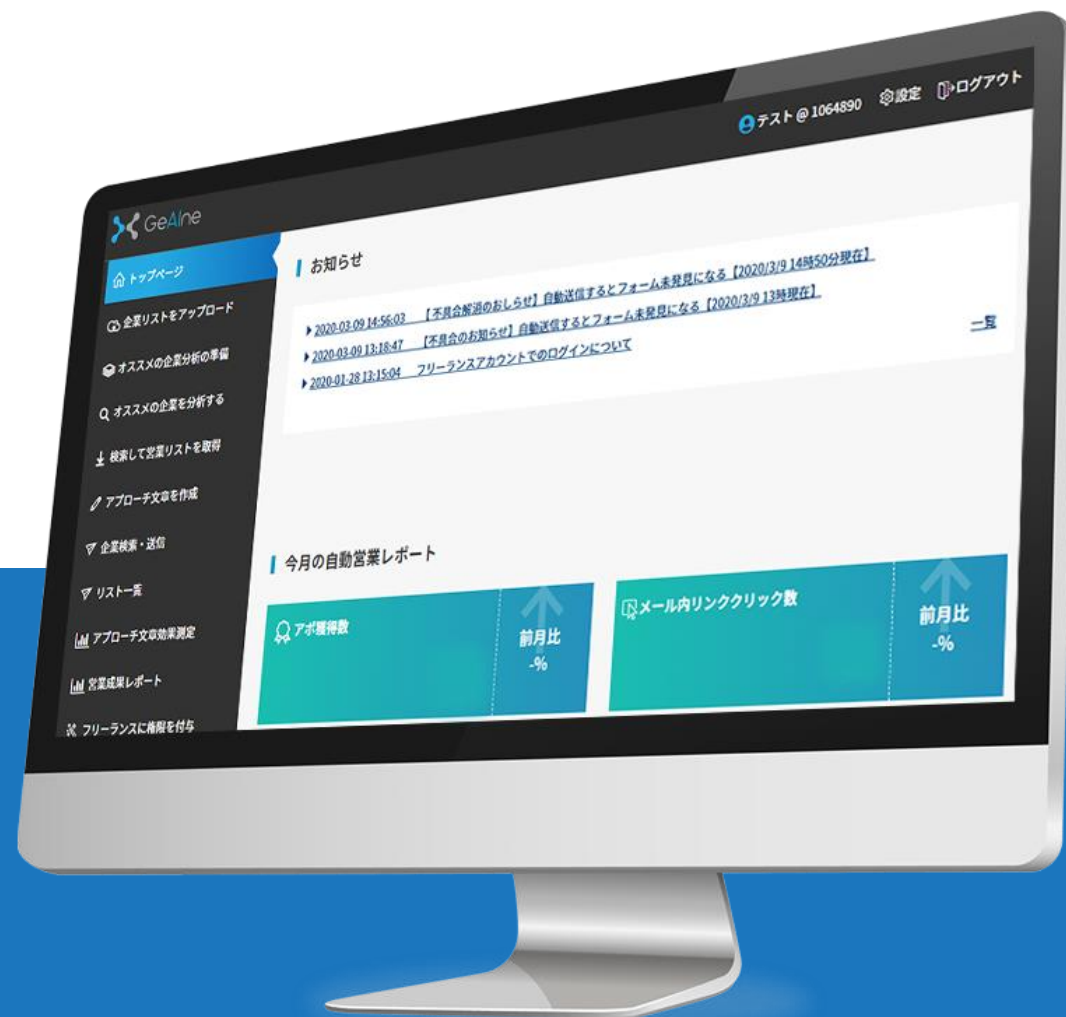 テスト @ 1064890 設定 ログアウト
GeAIne
トップページ
企業リストをアップロード
オススメの企業分析の準備
オススメの企業を分析する
検索して営業リストを取得
アプローチ文章を作成
企業検索・送信
リスト一覧
アプローチ文章効果測定
営業成果レポート
フリーランスに権限を付与
お知らせ
2020-03-09 14:56:03 【不具合解消のおしらせ】自動送信するとフォーム未発見になる【2020/3/9 14時50分現在】
2020-03-09 13:18:47 【不具合のお知らせ】自動送信するとフォーム未発見になる【2020/3/9 13時現在】
2020-01-28 13:15:04 フリーランスアカウントでのログインについて
一覧
今月の自動営業レポート
アポ獲得数
前月比
-%
メール内リンククリック数
前月比
-%